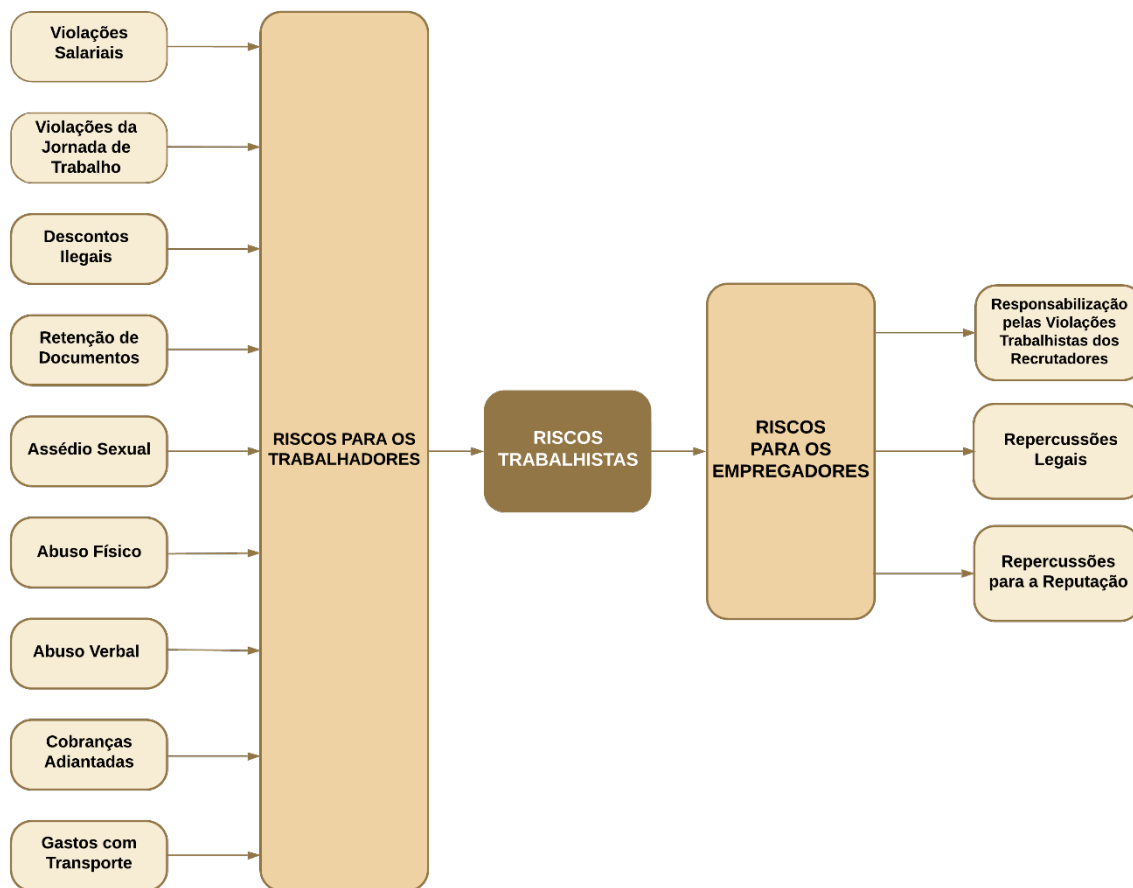 Violações
Salariais
Violações da
Jornada de
Trabalho
Descontos
Ilegais
Retenção de
Documentos
Assédio Sexual
Abuso Físico
Abuso Verbal
Cobranças
Adiantadas
Gastos com
Transporte
RISCOS PARA OS
TRABALHADORES
RISCOS
TRABALHISTAS
RISCOS
PARA OS
EMPREGADORES
Responsabilização
pelas Violações
Trabalhistas dos
Recrutadores
Repercussões
Legais
Repercussões
para a Reputação